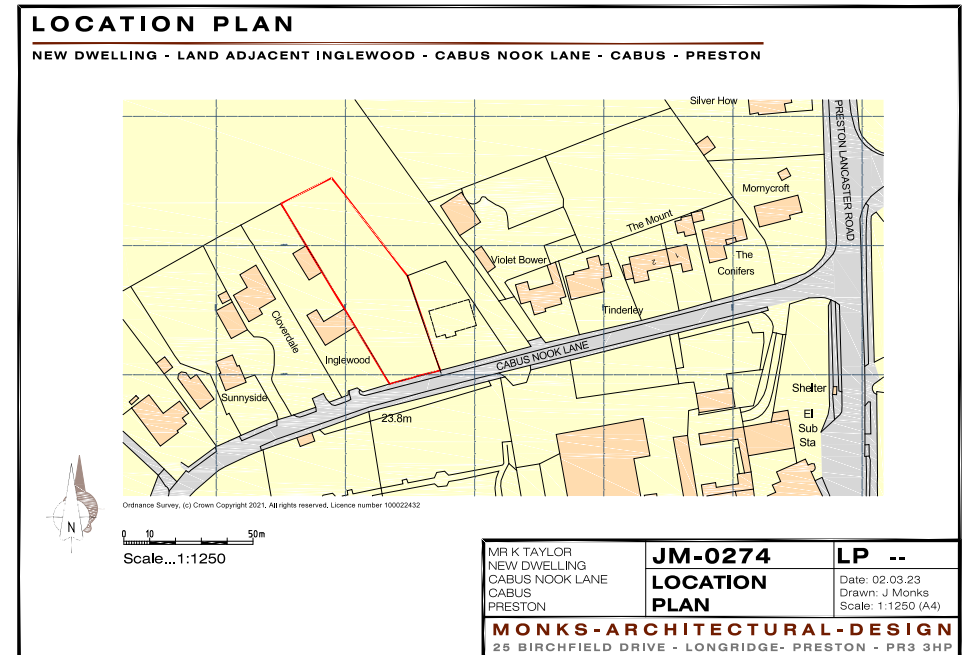 LOCATION PLAN
NEW DWELLING - LAND ADJACENT INGLEWOOD - CABUS NOOK LANE - CABUS - PRESTON
Silver How
PRESTON LANCASTER ROAD
Mornycroft
The Mount
Violet Bower
2
1
The
Conifers
Tinderley
Cloverdale
CABUS NOOK LANE
Inglewood
Sunnyside
Shelter
23.8m
El
Sub
Sta
Ordnance Survey, (c) Crown Copyright 2021, All rights reserved, Licence number 100022432
N
0 10 50m
Scale...1:1250
MR K TAYLOR
NEW DWELLING
CABUS NOOK LANE
CABUS
PRESTON
JM-0274
LOCATION
PLAN
LP --
Date: 02.03.23
Drawn: J Monks
Scale: 1:1250 (A4)
MONKS-ARCHITECTURAL-DESIGN
25 BIRCHFIELD DRIVE - LONGRIDGE- PRESTON - PR3 3HP